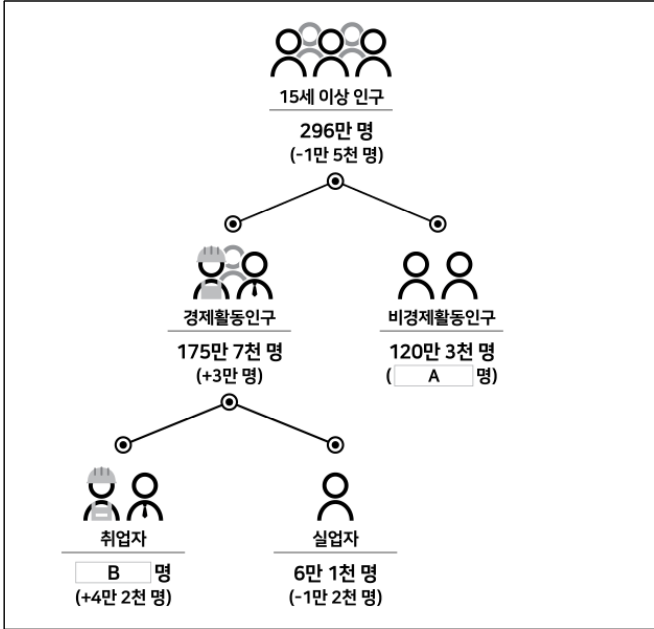 15세 이상 인구
296만 명
(-1만 5천 명)
경제활동인구
175만 7천 명
(+3만 명)
비경제활동인구
120만 3천 명
( A 명)
취업자
B 명
(+4만 2천 명)
실업자
6만 1천 명
(-1만 2천 명)